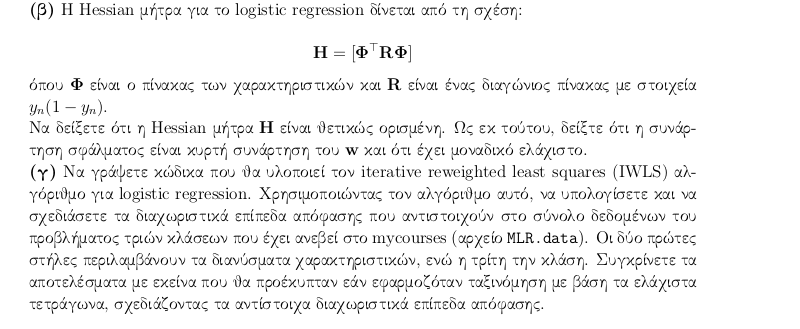 (β) Η Hessian μήτρα για το logistic regression δίνεται από τη σχέση:
H = [Φ⊤RΦ]
όπου Φ είναι ο πίνακας των χαρακτηριστικών και R είναι ένας διαγώνιος πίνακας με στοιχεία
yₙ(1 − yₙ).
Να δείξετε ότι η Hessian μήτρα H είναι θετικώς ορισμένη. Ως εκ τούτου, δείξτε ότι η συνάρ-
τηση σφάλματος είναι κυρτή συνάρτηση του w και ότι έχει μοναδικό ελάχιστο.
(γ) Να γράψετε κώδικα που θα υλοποιεί τον iterative reweighted least squares (IWLS) αλ-
γόριθμο για logistic regression. Χρησιμοποιώντας τον αλγόριθμο αυτό, να υπολογίσετε και να
σχεδιάσετε τα διαχωριστικά επίπεδα απόφασης που αντιστοιχούν στο σύνολο δεδομένων του
προβλήματος τριών κλάσεων που έχει ανεβεί στο mycourses (αρχείο MLR.data). Οι δύο πρώτες
στήλες περιλαμβάνουν τα διανύσματα χαρακτηριστικών, ενώ η τρίτη την κλάση. Συγκρίνετε τα
αποτελέσματα με εκείνα που θα προέκυπταν εάν εφαρμοζόταν ταξινόμηση με βάση τα ελάχιστα
τετράγωνα, σχεδιάζοντας τα αντίστοιχα διαχωριστικά επίπεδα απόφασης.